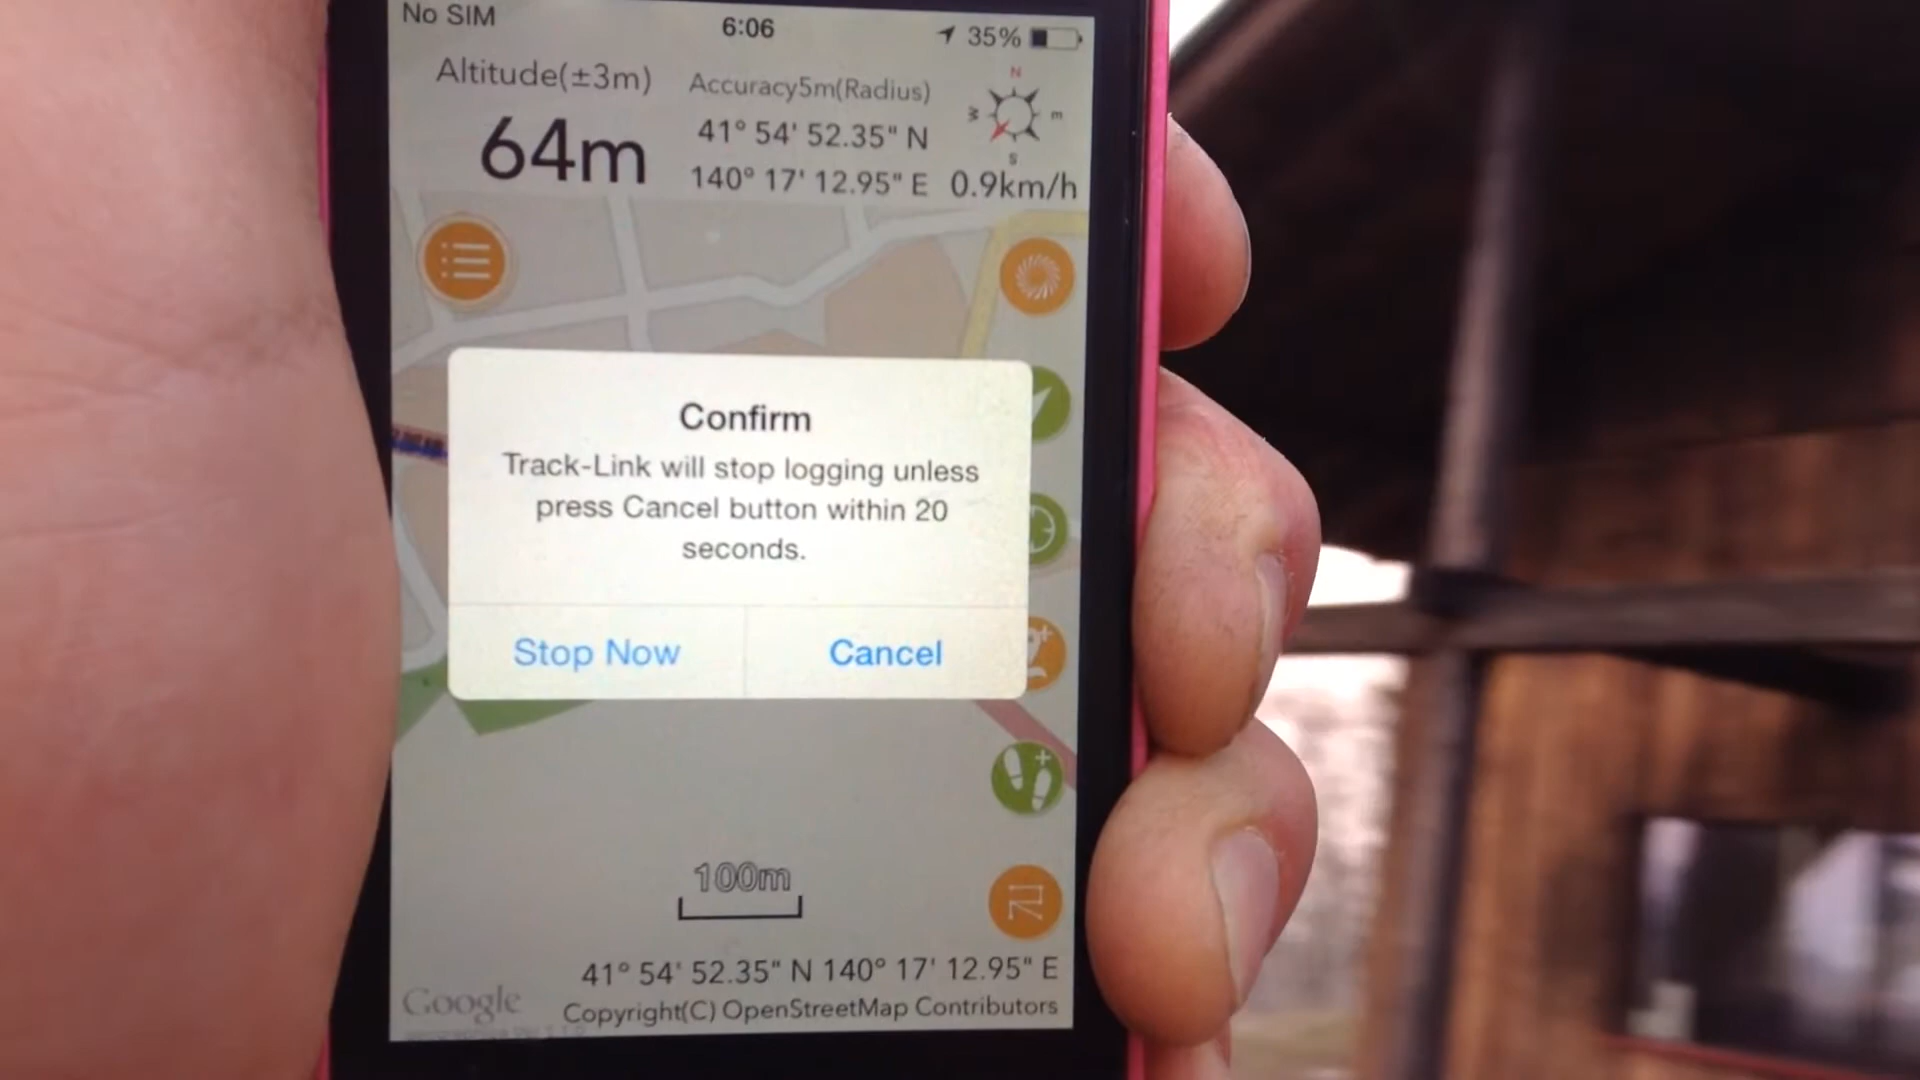 No SIM 6:06 35%
Altitude(±3m)
64m
Accuracy5m(Radius)
41° 54' 52.35" N
140° 17' 12.95" E
N
W
E
S
0.9km/h
Confirm
Track-Link will stop logging unless
press Cancel button within 20
seconds.
Stop Now Cancel
100m
41° 54' 52.35" N 140° 17' 12.95" E
Google
Copyright(C) OpenStreetMap Contributors